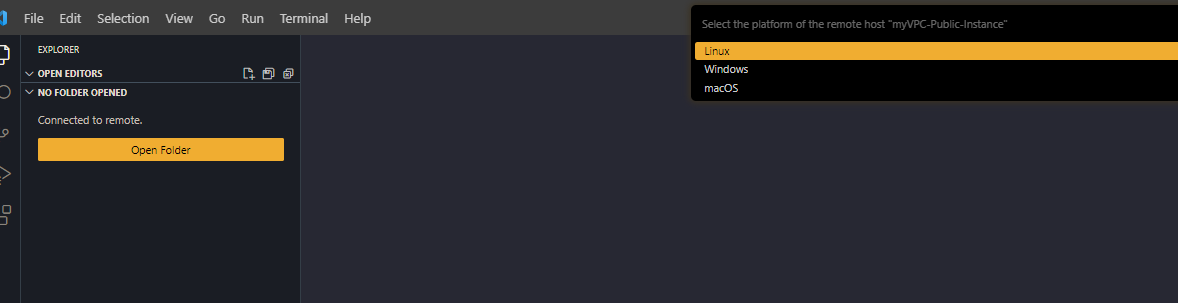 File Edit Selection View Go Run Terminal Help
Select the platform of the remote host "myVPC-Public-Instance"
Linux
Windows
macOS
EXPLORER
OPEN EDITORS
NO FOLDER OPENED
Connected to remote.
Open Folder